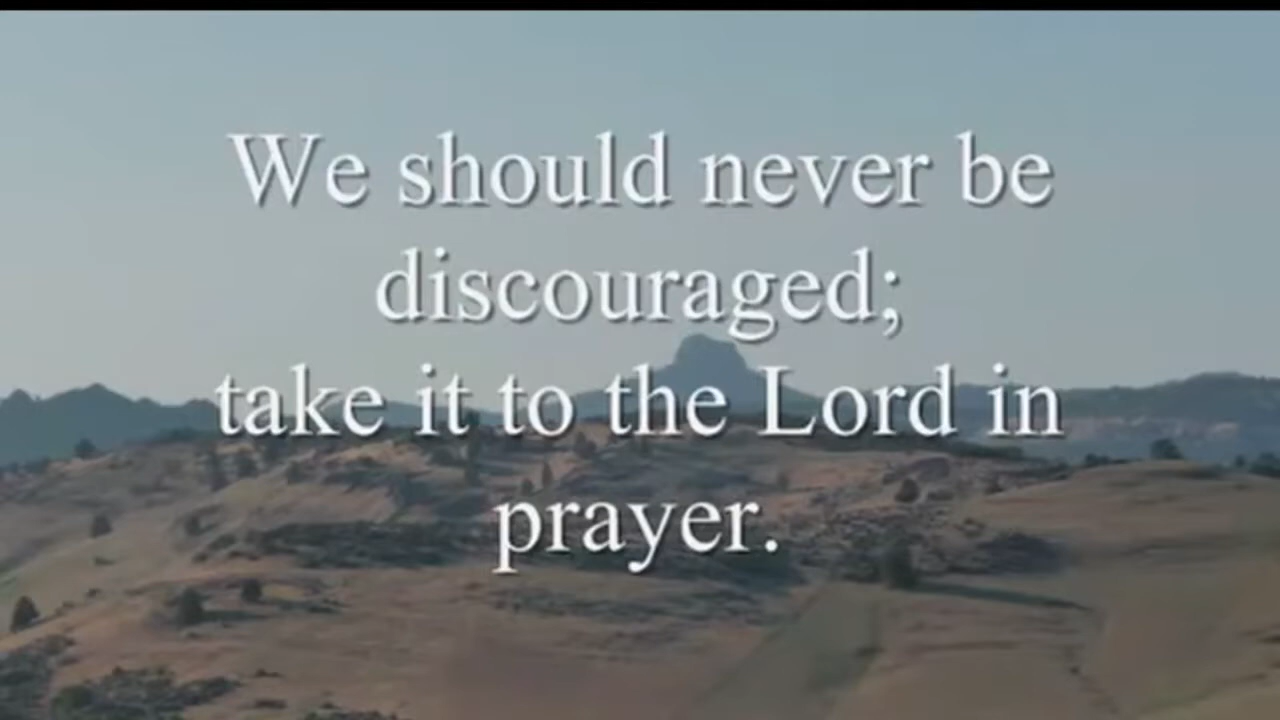 We should never be
discouraged;
take it to the Lord in
prayer.